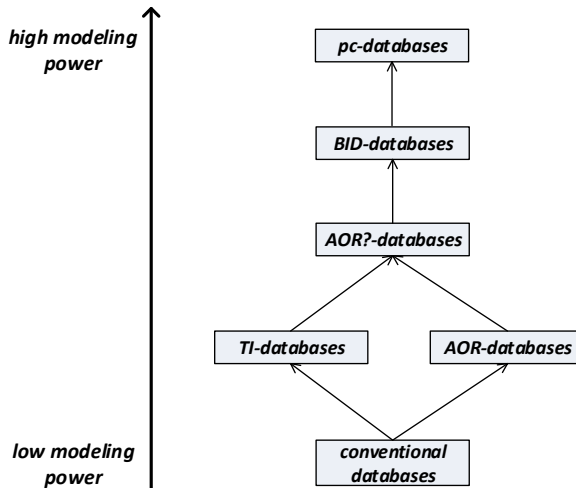 high modeling
power
pc-databases
BID-databases
AOR?-databases
TI-databases
AOR-databases
low modeling
power
conventional
databases